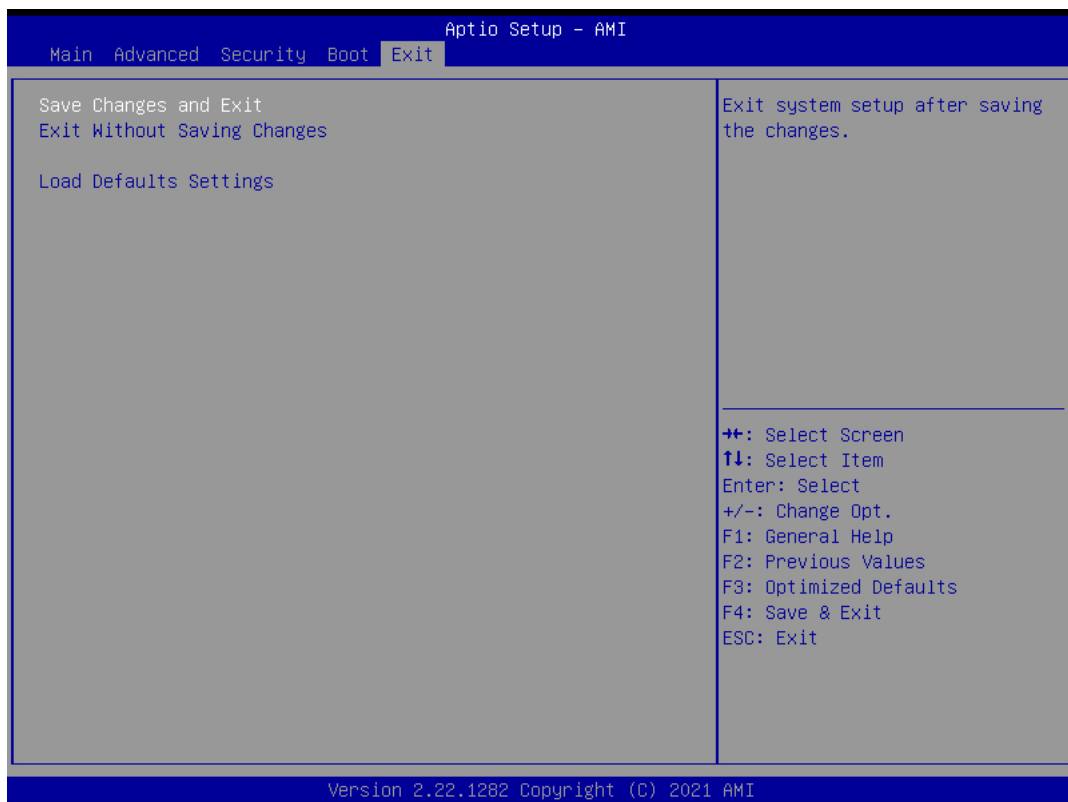 Aptio Setup – AMI
Main Advanced Security Boot Exit
Save Changes and Exit
Exit Without Saving Changes
Load Defaults Settings
Exit system setup after saving
the changes.
→←: Select Screen
↑↓: Select Item
Enter: Select
+/-: Change Opt.
F1: General Help
F2: Previous Values
F3: Optimized Defaults
F4: Save & Exit
ESC: Exit
Version 2.22.1282 Copyright (C) 2021 AMI